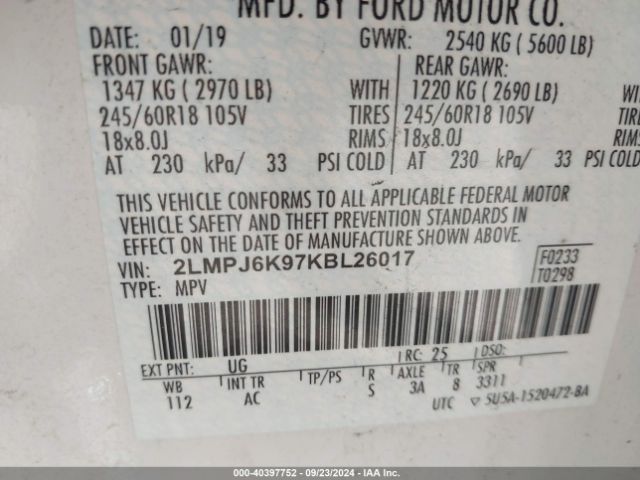 MFD. BY FORD MOTOR CO.
DATE: 01/19 GVWR: 2540 KG ( 5600 LB)
FRONT GAWR: REAR GAWR:
1347 KG ( 2970 LB) WITH 1220 KG ( 2690 LB) WITH
245/60R18 105V TIRES 245/60R18 105V TIRES
18x8.0J RIMS 18x8.0J RIMS
AT 230 kPa/ 33 PSI COLD AT 230 kPa/ 33 PSI COLD
THIS VEHICLE CONFORMS TO ALL APPLICABLE FEDERAL MOTOR
VEHICLE SAFETY AND THEFT PREVENTION STANDARDS IN
EFFECT ON THE DATE OF MANUFACTURE SHOWN ABOVE.
VIN: 2LMPJ6K97KBL26017 F0233
TYPE: MPV T0298
EXT PNT: UG RC: 25 DSO:
WB INT TR TP/PS R AXLE TR SPR
112 AC S 3A 8 3311
UTC ▽ 5U5A-1520472-BA
000-40397752 - 09/23/2024 - IAA Inc.